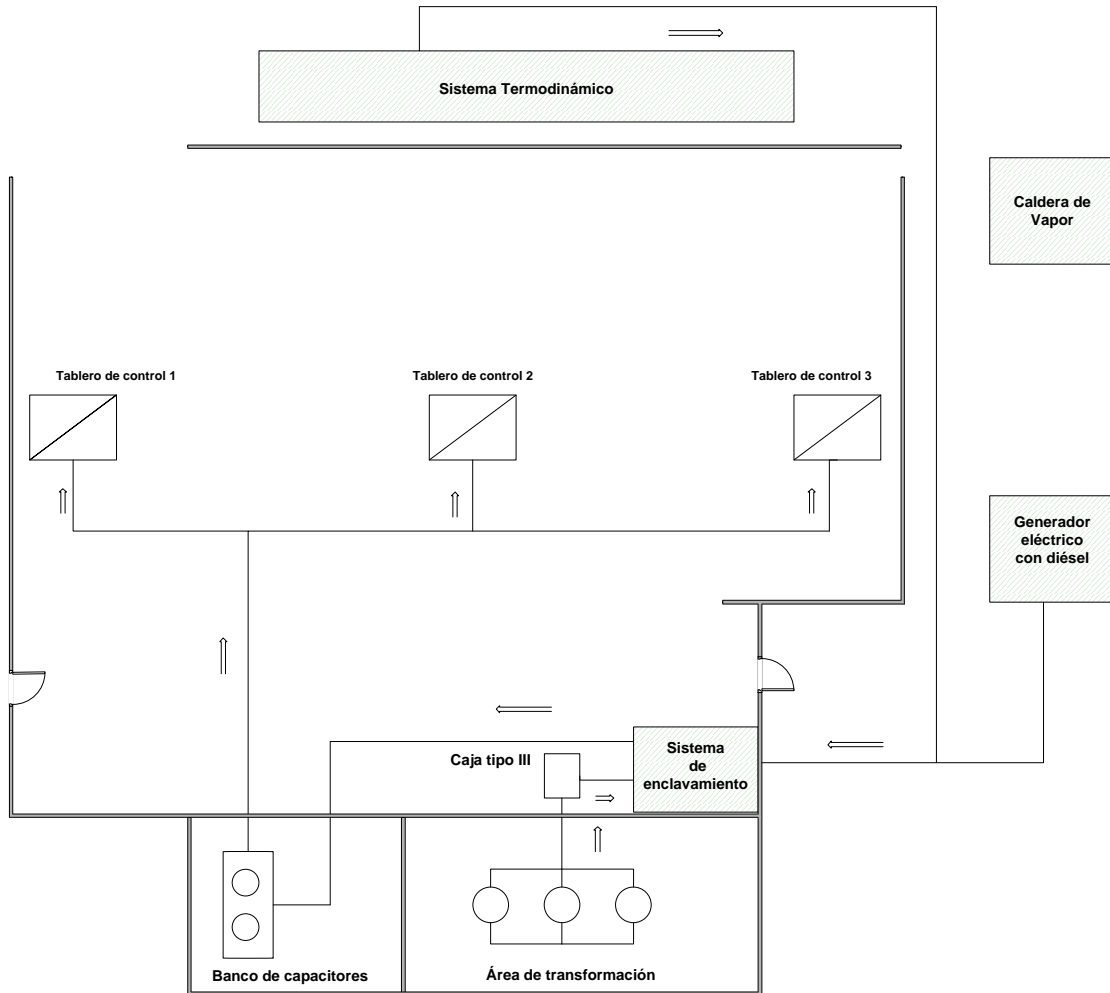 Sistema Termodinámico
Caldera de
Vapor
Tablero de control 1
Tablero de control 2
Tablero de control 3
Generador
eléctrico
con diésel
Caja tipo III
Sistema
de
enclavamiento
Banco de capacitores
Área de transformación